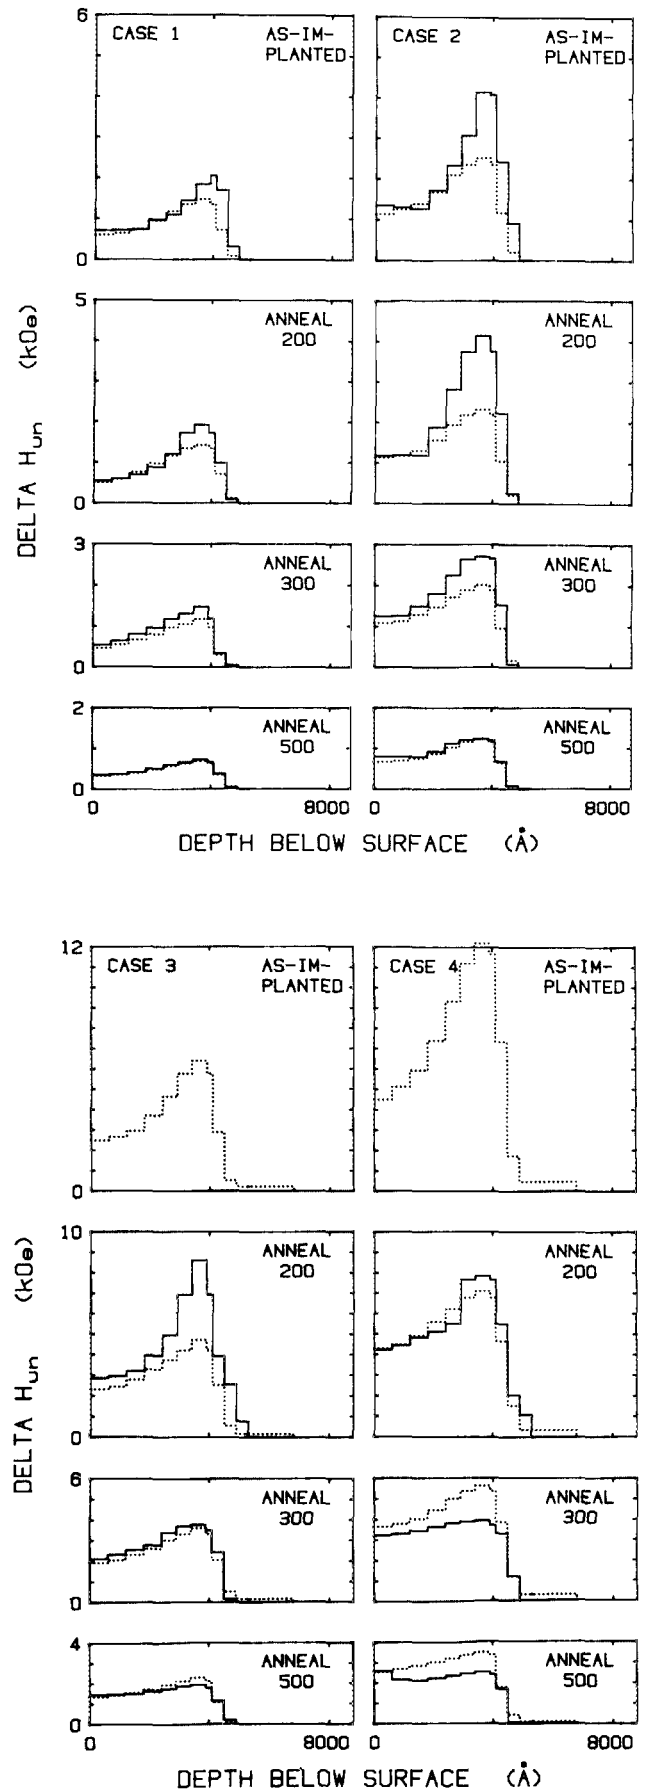 6
CASE 1
AS-IM-
PLANTED
CASE 2
AS-IM-
PLANTED
0
5
ANNEAL
200
ANNEAL
200
0
3
ANNEAL
300
ANNEAL
300
0
2
ANNEAL
500
ANNEAL
500
0
0
8000
0
8000
DELTA Hun (kOe)
DEPTH BELOW SURFACE (Å)
12
CASE 3
AS-IM-
PLANTED
CASE 4
AS-IM-
PLANTED
0
10
ANNEAL
200
ANNEAL
200
0
6
ANNEAL
300
ANNEAL
300
0
4
ANNEAL
500
ANNEAL
500
0
0
8000
0
8000
DELTA Hun (kOe)
DEPTH BELOW SURFACE (Å)